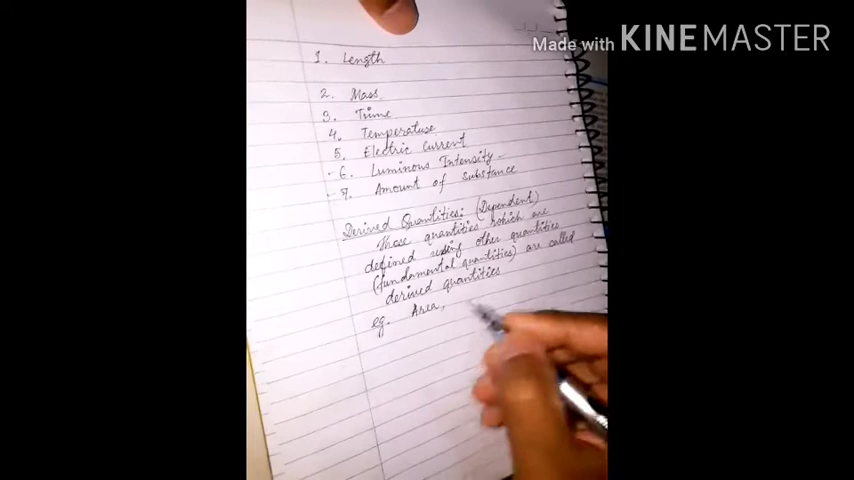 Made with KINEMASTER
1. Length
2. Mass
3. Time
4. Temperature
5. Electric Current
6. Luminous Intensity
7. Amount of substance
Derived Quantities: (Dependent)
Those quantities which are
defined using other quantities
(fundamental quantities) are called
derived quantities
eg. Area,